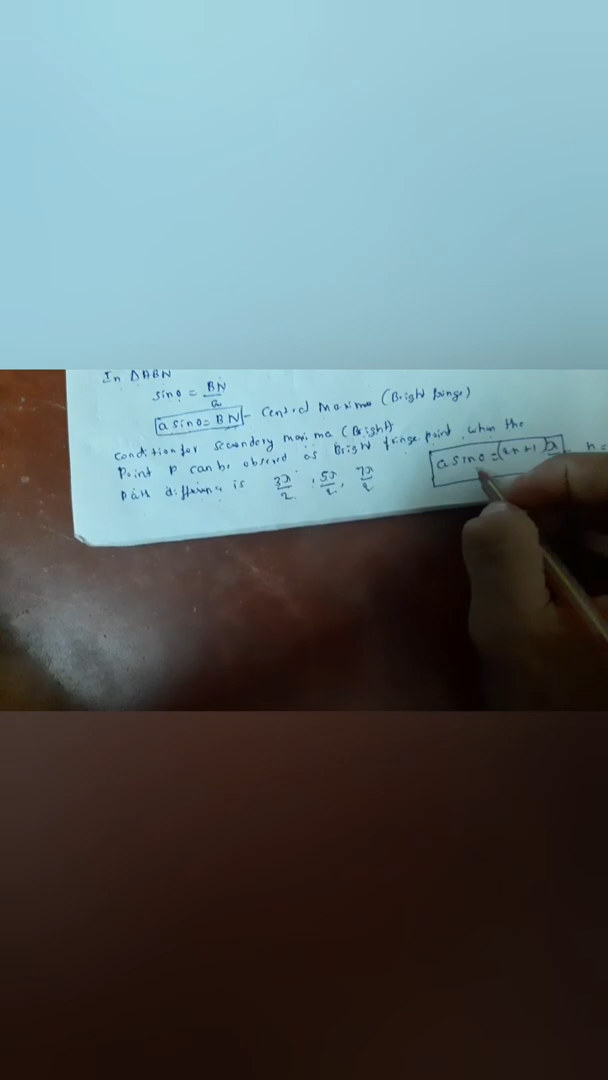 In ΔABN
sinθ = BN/a
a sinθ = BN - Central Maxima (Bright fringe)
condition for secondary maxima (Bright)
Point P can be observed as Bright fringe point when the
path difference is 3λ/2, 5λ/2, 7λ/2
a sinθ = (2n+1) λ/2 n =